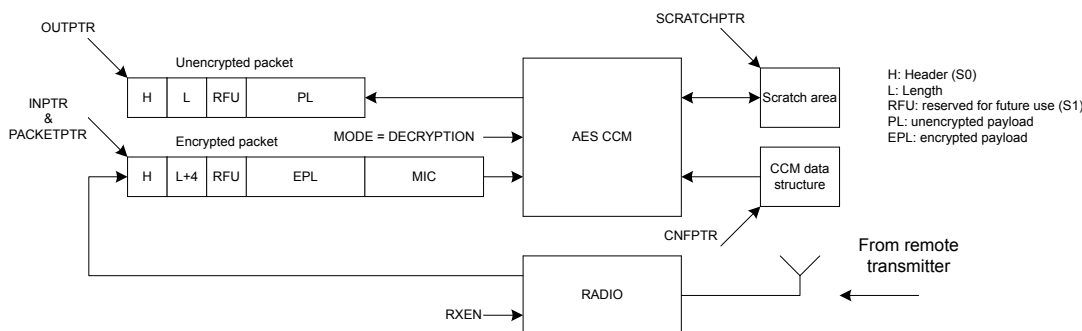 SCRATCHPTR
OUTPTR
Unencrypted packet
H L RFU PL
Scratch area
H: Header (S0)
L: Length
RFU: reserved for future use (S1)
PL: unencrypted payload
EPL: encrypted payload
INPTR
&
PACKETPTR
MODE = DECRYPTION
AES CCM
Encrypted packet
H L+4 RFU EPL MIC
CCM data
structure
CNFPTR
From remote
transmitter
RADIO
RXEN